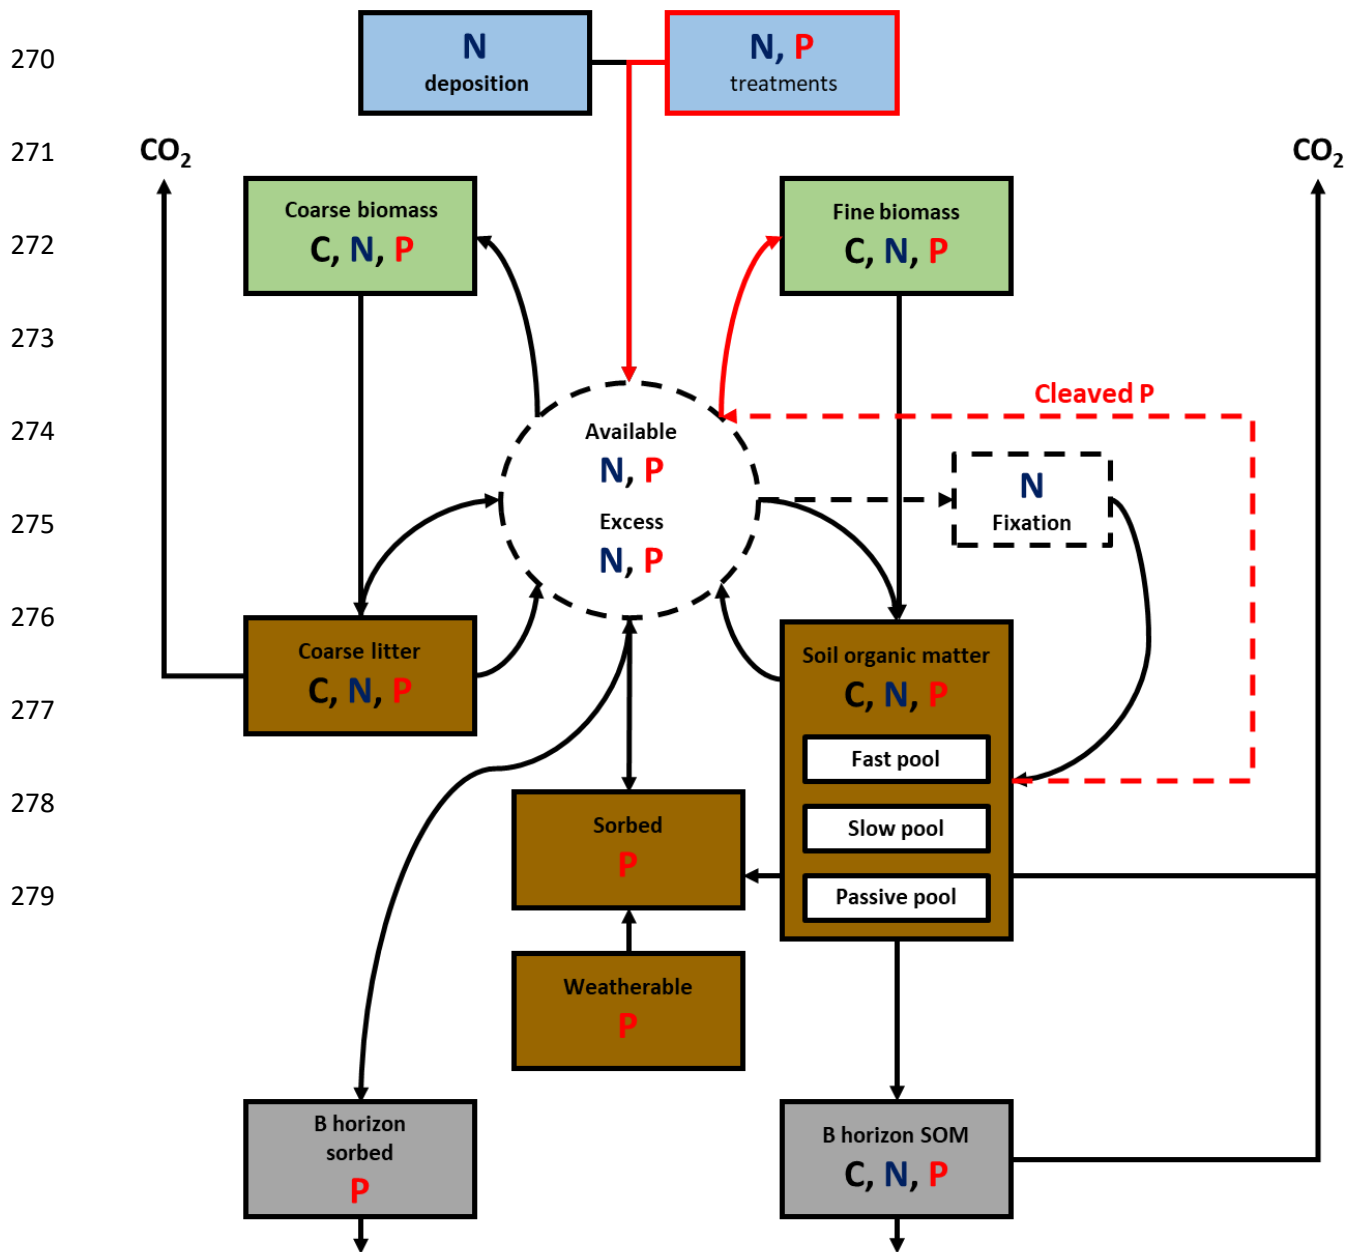 270
N
deposition
N, P
treatments
271
CO₂
CO₂
Coarse biomass
C, N, P
Fine biomass
C, N, P
272
273
Cleaved P
274
Available
N, P
Excess
N, P
N
Fixation
275
276
Coarse litter
C, N, P
Soil organic matter
C, N, P
277
Fast pool
278
Slow pool
Sorbed
P
279
Passive pool
Weatherable
P
B horizon
sorbed
P
B horizon SOM
C, N, P